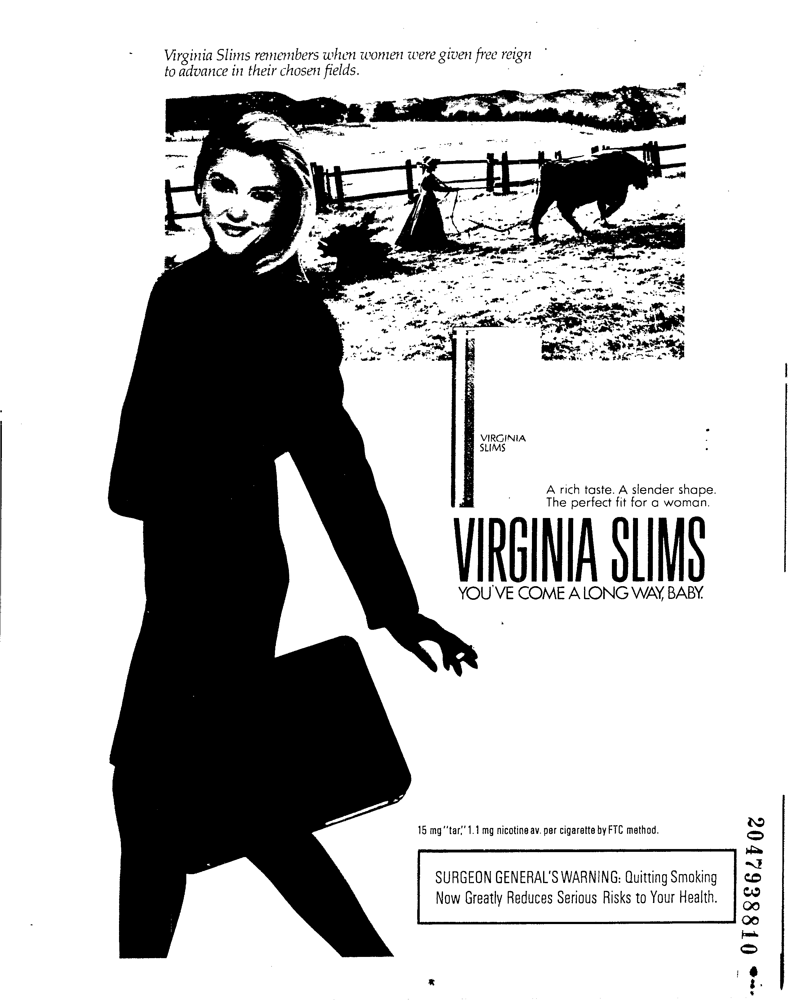 Virginia Slims remembers when women were given free reign
to advance in their chosen fields.
VIRGINIA
SLIMS
A rich taste. A slender shape.
The perfect fit for a woman.
VIRGINIA SLIMS
YOU'VE COME A LONG WAY, BABY.
15 mg "tar," 1.1 mg nicotine av. per cigarette by FTC method.
SURGEON GENERAL'S WARNING: Quitting Smoking
Now Greatly Reduces Serious Risks to Your Health.
2047938810